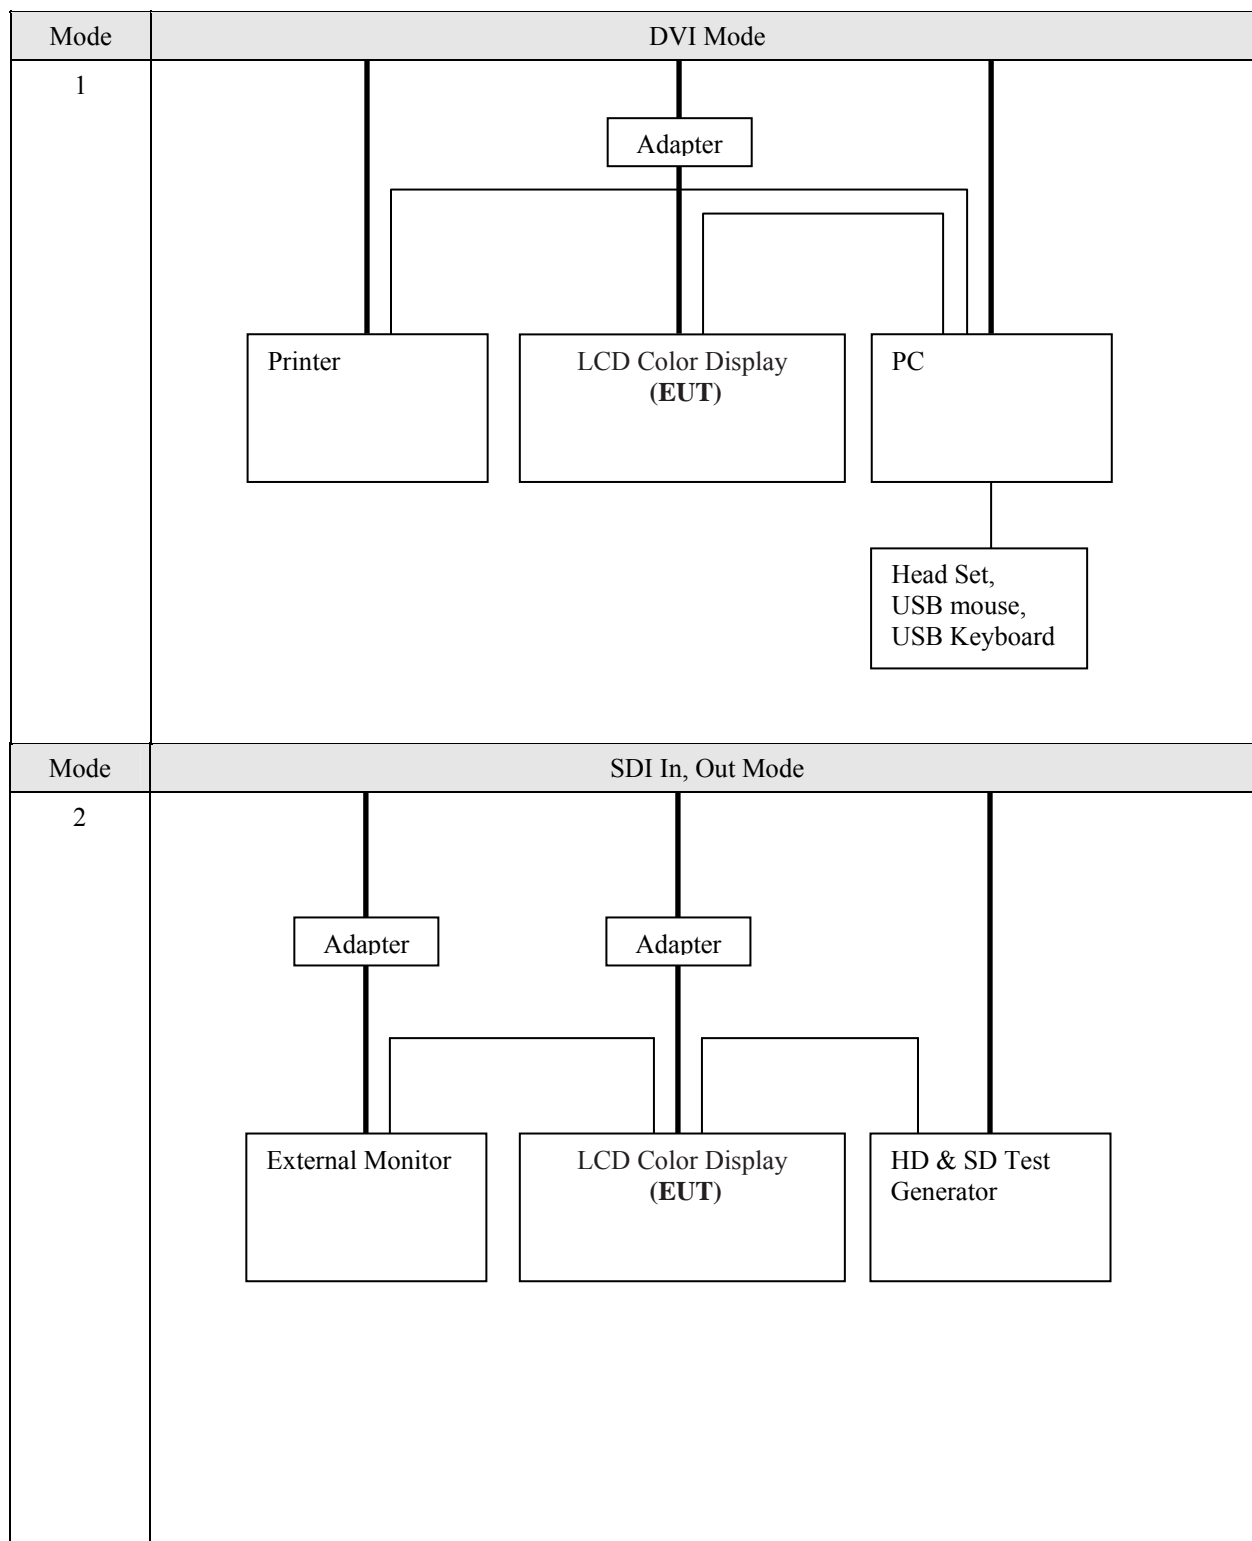 Mode
DVI Mode
1
Adapter
Printer
LCD Color Display
(EUT)
PC
Head Set,
USB mouse,
USB Keyboard
Mode
SDI In, Out Mode
2
Adapter
Adapter
External Monitor
LCD Color Display
(EUT)
HD & SD Test
Generator